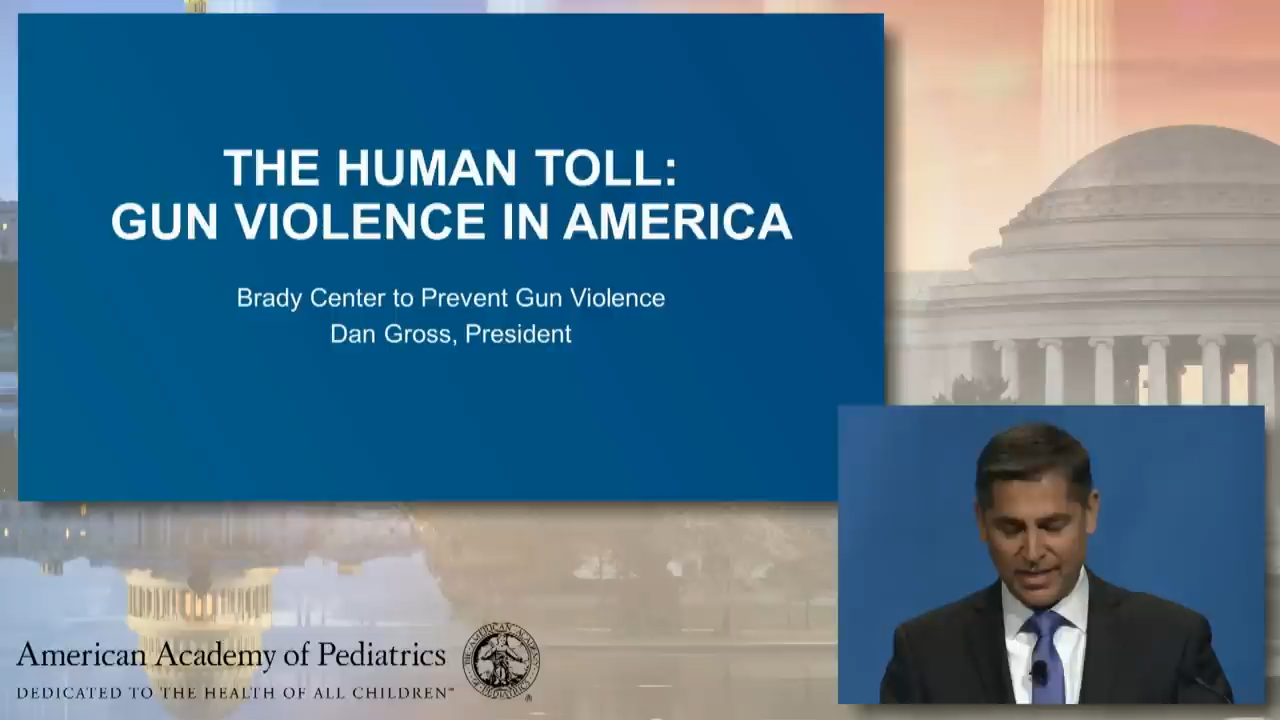 THE HUMAN TOLL:
GUN VIOLENCE IN AMERICA
Brady Center to Prevent Gun Violence
Dan Gross, President
American Academy of Pediatrics
DEDICATED TO THE HEALTH OF ALL CHILDREN™